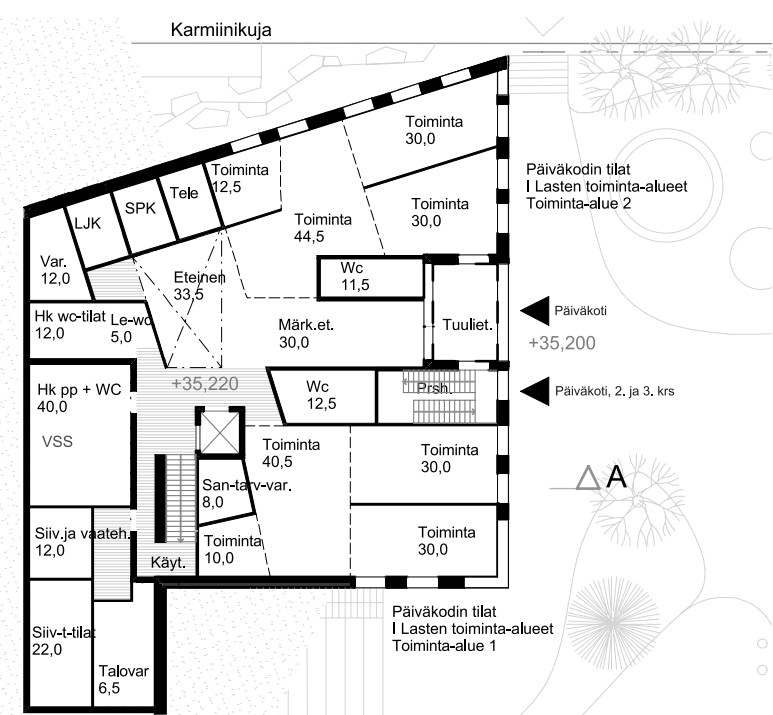 Karmiinikuja
Toiminta
30,0
Toiminta
12,5
Päiväkodin tilat
I Lasten toiminta-alueet
Toiminta-alue 2
Tele
SPK
LJK
Toiminta
44,5
Toiminta
30,0
Var.
12,0
Eteinen
33,5
Wc
11,5
Hk wc-tilat
12,0
Le-wc
5,0
Märk.et.
30,0
Tuuliet.
Päiväkoti
+35,200
+35,220
Hk pp + WC
40,0
VSS
Wc
12,5
Prsh.
Päiväkoti, 2. ja 3. krs
Toiminta
40,5
Toiminta
30,0
San-tarv-var.
8,0
A
Siiv.ja vaateh.
12,0
Toiminta
10,0
Toiminta
30,0
Käyt.
Siiv-t-tilat
22,0
Talovar
6,5
Päiväkodin tilat
I Lasten toiminta-alueet
Toiminta-alue 1